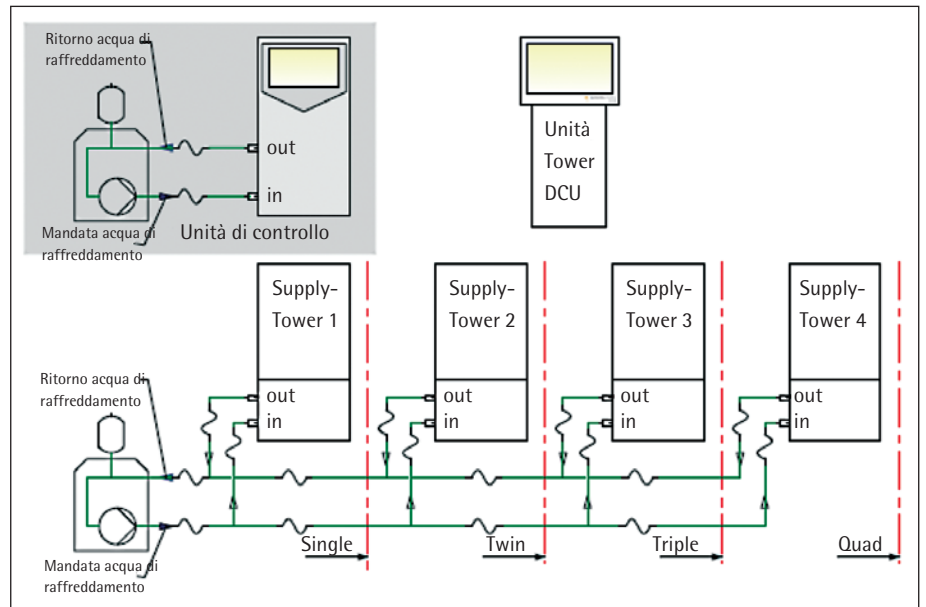 Ritorno acqua di
raffreddamento
out
in
Mandata acqua di
raffreddamento
Unità di controllo
Unità
Tower
DCU
Supply-
Tower 1
Supply-
Tower 2
Supply-
Tower 3
Supply-
Tower 4
Ritorno acqua di
raffreddamento
out
in
out
in
out
in
out
in
Mandata acqua di
raffreddamento
Single
Twin
Triple
Quad